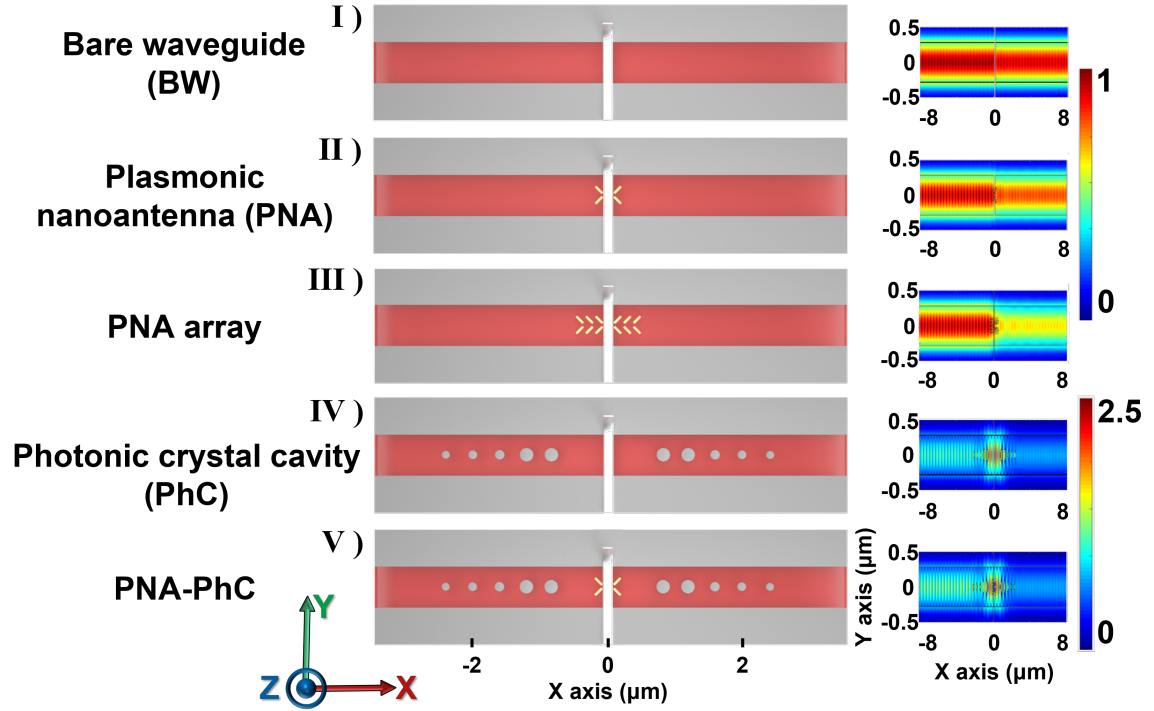 I )
Bare waveguide
(BW)
0.5
0
-0.5
-8 0 8
1
0
II )
Plasmonic
nanoantenna (PNA)
0.5
0
-0.5
-8 0 8
III )
PNA array
0.5
0
-0.5
-8 0 8
IV )
Photonic crystal cavity
(PhC)
0.5
0
-0.5
-8 0 8
2.5
0
V )
PNA-PhC
0.5
0
-0.5
-8 0 8
Y axis (μm)
X axis (μm)
Y
Z
X
-2 0 2
X axis (μm)